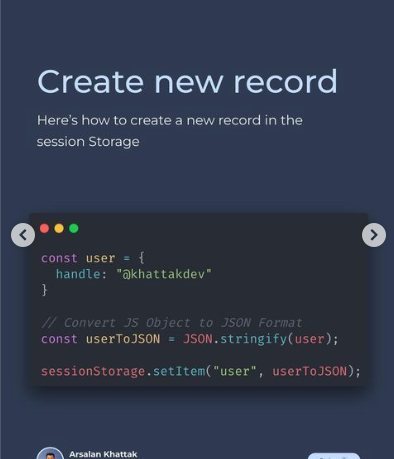 Create new record
Here's how to create a new record in the
session Storage
const user = {
  handle: "@khattakdev"
}
// Convert JS Object to JSON Format
const userToJSON = JSON.stringify(user);
sessionStorage.setItem("user", userToJSON);
Arsalan Khattak